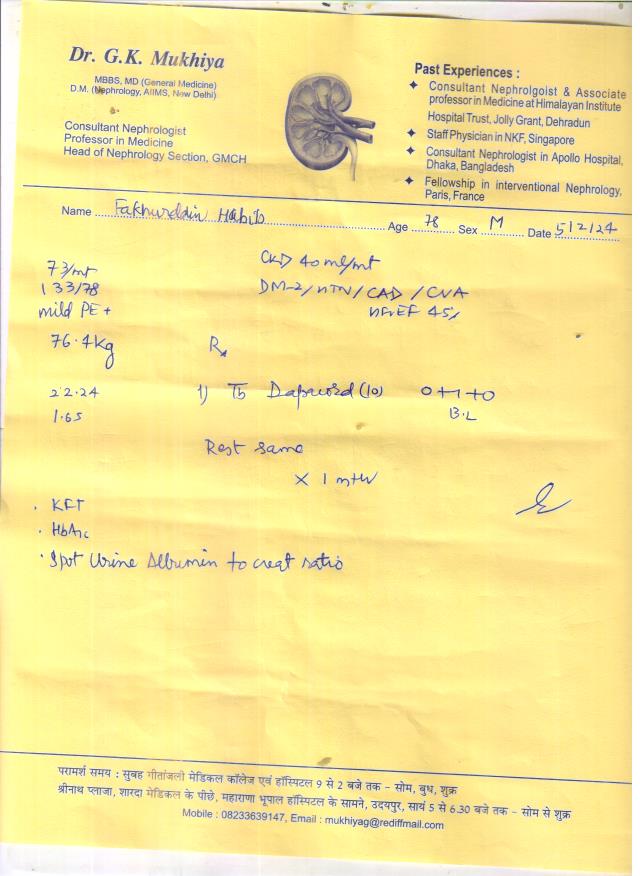 Dr. G.K. Mukhiya
MBBS, MD (General Medicine)
D.M. (Nephrology, AIIMS, New Delhi)
Consultant Nephrologist
Professor in Medicine
Head of Nephrology Section, GMCH
Past Experiences :
✦ Consultant Nephrolgoist & Associate
professor in Medicine at Himalayan Institute
Hospital Trust, Jolly Grant, Dehradun
✦ Staff Physician in NKF, Singapore
✦ Consultant Nephrologist in Apollo Hospital,
Dhaka, Bangladesh
✦ Fellowship in interventional Nephrology,
Paris, France
Name Fakhruddin Age 78 Sex M Date 5/2/24
73/mt
133/78
mild PE +
76.4kg
2.2.24
1.65
CKD 40 ml/mt
DM-2/HTN/CAD/CVA
HFrEF 45%
Rx
1) Tb (10) 0+1+0
B.L
Rest same
x 1 mth
. KFT
. HbA1c
. Spot Urine Albumin to creat ratio
परामर्श समय : सुबह गीतांजली मेडिकल कॉलेज एवं हॉस्पिटल 9 से 2 बजे तक - सोम, बुध, शुक्र
श्रीनाथ प्लाजा, शारदा मेडिकल के पीछे, महाराणा भूपाल हॉस्पिटल के सामने, उदयपुर, सायं 5 से 6.30 बजे तक - सोम से शुक्र
Mobile : 08233639147, Email : mukhiyag@rediffmail.com